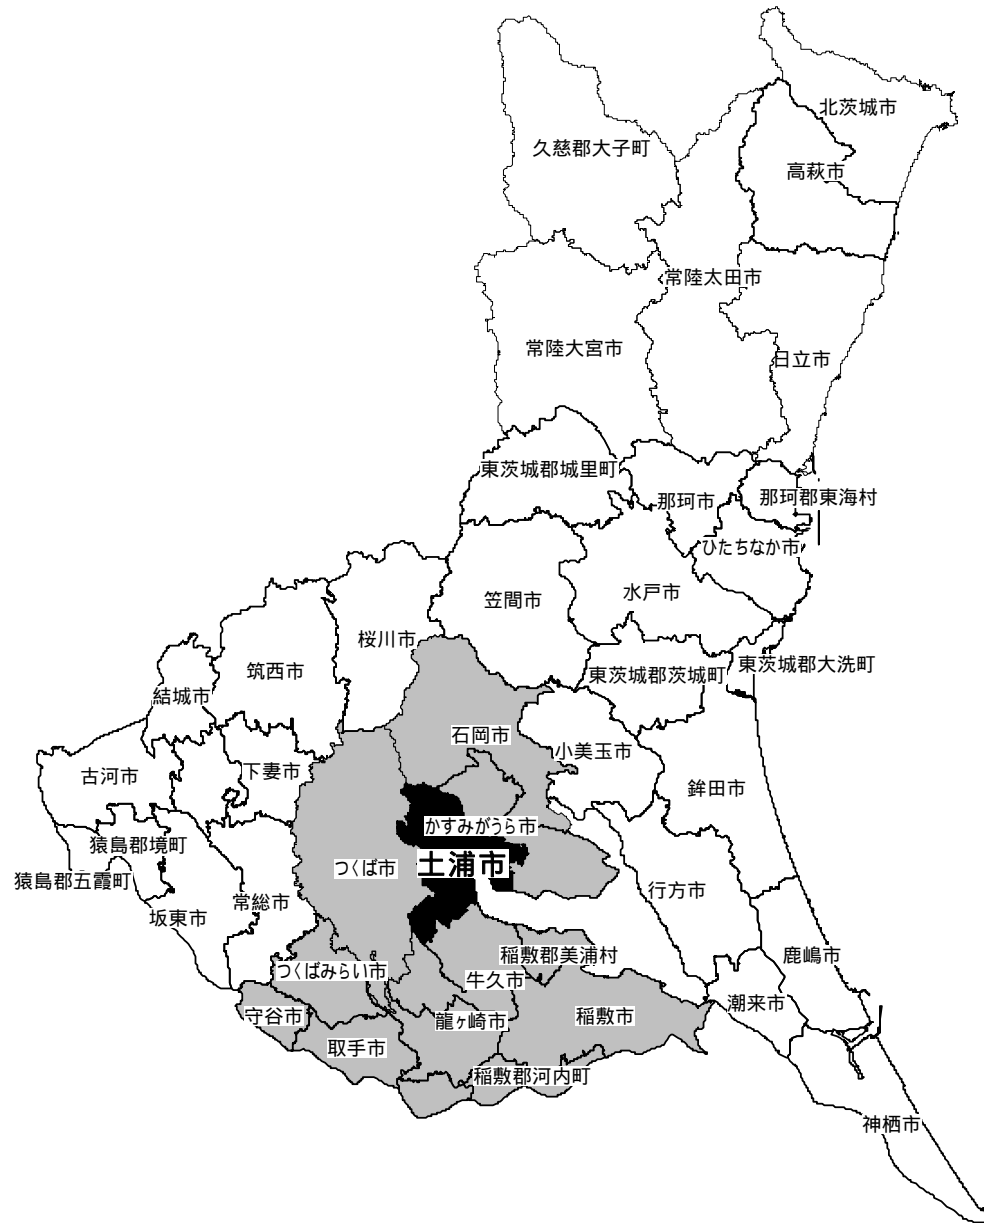 北茨城市
久慈郡大子町
高萩市
常陸太田市
常陸大宮市
日立市
東茨城郡城里町
那珂市
那珂郡東海村
ひたちなか市
笠間市
水戸市
桜川市
筑西市
東茨城郡茨城町
東茨城郡大洗町
結城市
石岡市
小美玉市
古河市
下妻市
鉾田市
かすみがうら市
猿島郡境町
つくば市
土浦市
猿島郡五霞町
行方市
常総市
坂東市
稲敷郡美浦村
鹿嶋市
つくばみらい市
牛久市
潮来市
守谷市
龍ヶ崎市
稲敷市
取手市
稲敷郡河内町
神栖市